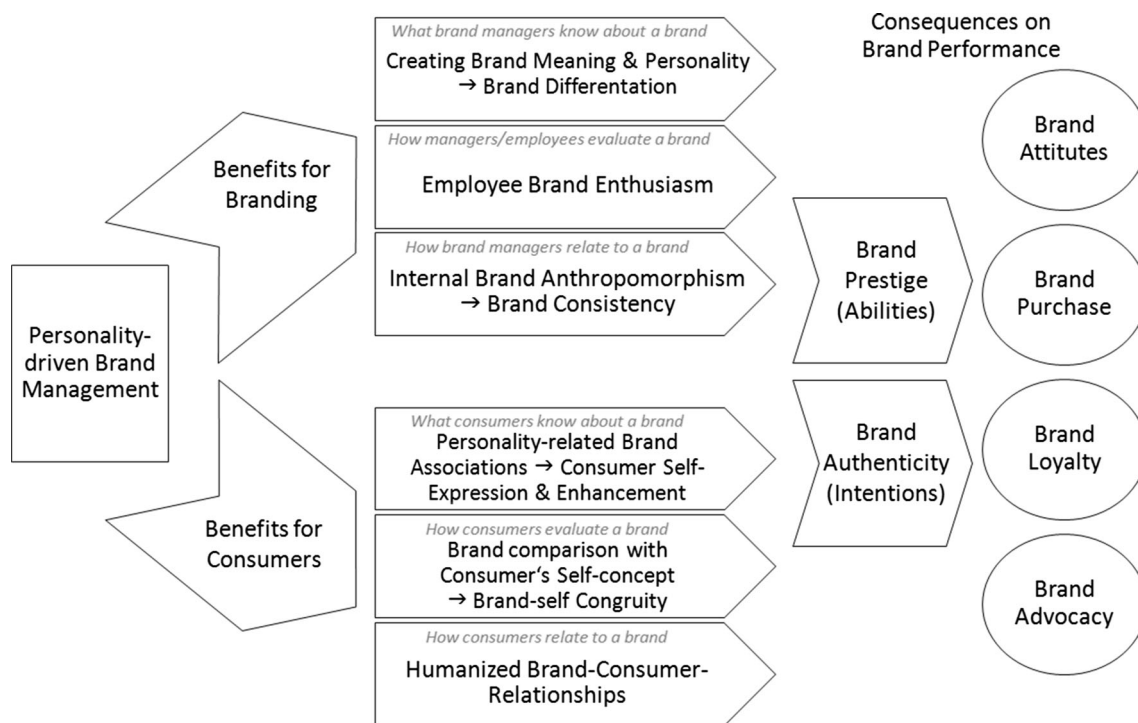 What brand managers know about a brand
Creating Brand Meaning & Personality
→ Brand Differentation
How managers/employees evaluate a brand
Employee Brand Enthusiasm
How brand managers relate to a brand
Internal Brand Anthropomorphism
→ Brand Consistency
Benefits for
Branding
Personality-
driven Brand
Management
Benefits for
Consumers
What consumers know about a brand
Personality-related Brand
Associations → Consumer Self-
Expression & Enhancement
How consumers evaluate a brand
Brand comparison with
Consumer‘s Self-concept
→ Brand-self Congruity
How consumers relate to a brand
Humanized Brand-Consumer-
Relationships
Brand
Prestige
(Abilities)
Brand
Authenticity
(Intentions)
Consequences on
Brand Performance
Brand
Attitutes
Brand
Purchase
Brand
Loyalty
Brand
Advocacy